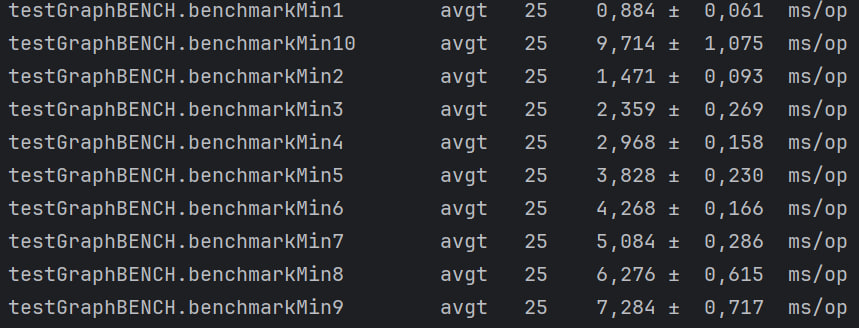 testGraphBENCH.benchmarkMin1 avgt 25 0,884 ± 0,061 ms/op
testGraphBENCH.benchmarkMin10 avgt 25 9,714 ± 1,075 ms/op
testGraphBENCH.benchmarkMin2 avgt 25 1,471 ± 0,093 ms/op
testGraphBENCH.benchmarkMin3 avgt 25 2,359 ± 0,269 ms/op
testGraphBENCH.benchmarkMin4 avgt 25 2,968 ± 0,158 ms/op
testGraphBENCH.benchmarkMin5 avgt 25 3,828 ± 0,230 ms/op
testGraphBENCH.benchmarkMin6 avgt 25 4,268 ± 0,166 ms/op
testGraphBENCH.benchmarkMin7 avgt 25 5,084 ± 0,286 ms/op
testGraphBENCH.benchmarkMin8 avgt 25 6,276 ± 0,615 ms/op
testGraphBENCH.benchmarkMin9 avgt 25 7,284 ± 0,717 ms/op